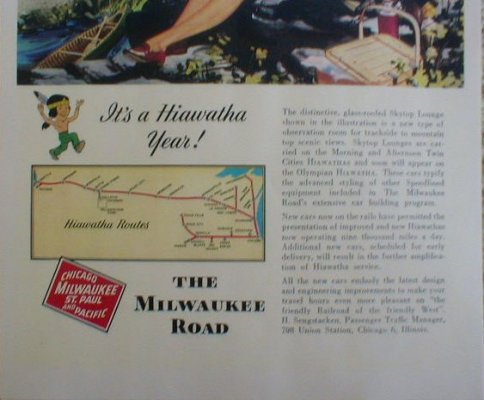 It's a Hiawatha
Year!
Hiawatha Routes
CHICAGO
MILWAUKEE
ST. PAUL
AND PACIFIC
THE
MILWAUKEE
ROAD
The distinctive, glass-roofed Skytop Lounge
shown in the illustration is a new type of
observation room for trackside to mountain
top scenic views. Skytop Lounges are car-
ried on the Morning and Afternoon Twin
Cities HIAWATHAS and soon will appear on
the Olympian HIAWATHA. These cars typify
the advanced styling of other Speedlined
equipment included in The Milwaukee
Road's extensive car building program.
New cars now on the rails have permitted the
presentation of improved and new Hiawathas
now operating nine thousand miles a day.
Additional new cars, scheduled for early
delivery, will result in the further amplifica-
tion of Hiawatha service.
All the new cars embody the latest design
and engineering improvements to make your
travel hours even more pleasant on "the
friendly Railroad of the friendly West".
H. Sengstacken, Passenger Traffic Manager,
708 Union Station, Chicago 6, Illinois.